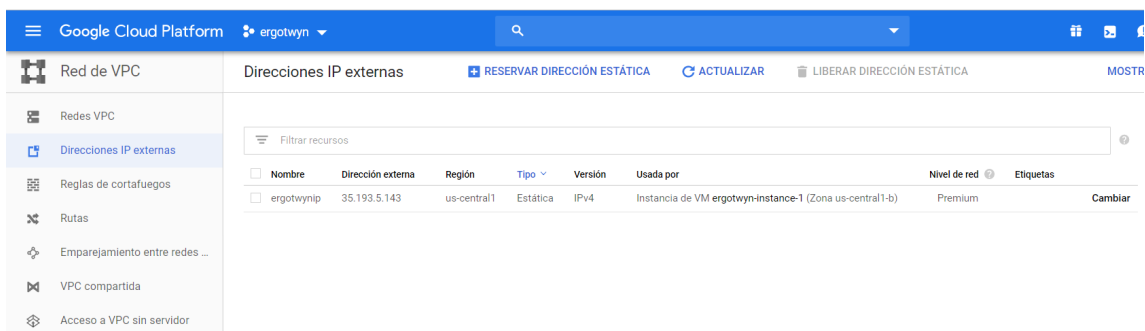 Google Cloud Platform ergotwyn
Red de VPC
Direcciones IP externas RESERVAR DIRECCIÓN ESTÁTICA ACTUALIZAR LIBERAR DIRECCIÓN ESTÁTICA MOSTR
Redes VPC
Direcciones IP externas
Reglas de cortafuegos
Rutas
Emparejamiento entre redes ...
VPC compartida
Acceso a VPC sin servidor
Filtrar recursos
Nombre Dirección externa Región Tipo Versión Usada por Nivel de red Etiquetas
ergotwynip 35.193.5.143 us-central1 Estática IPv4 Instancia de VM ergotwyn-instance-1 (Zona us-central1-b) Premium Cambiar